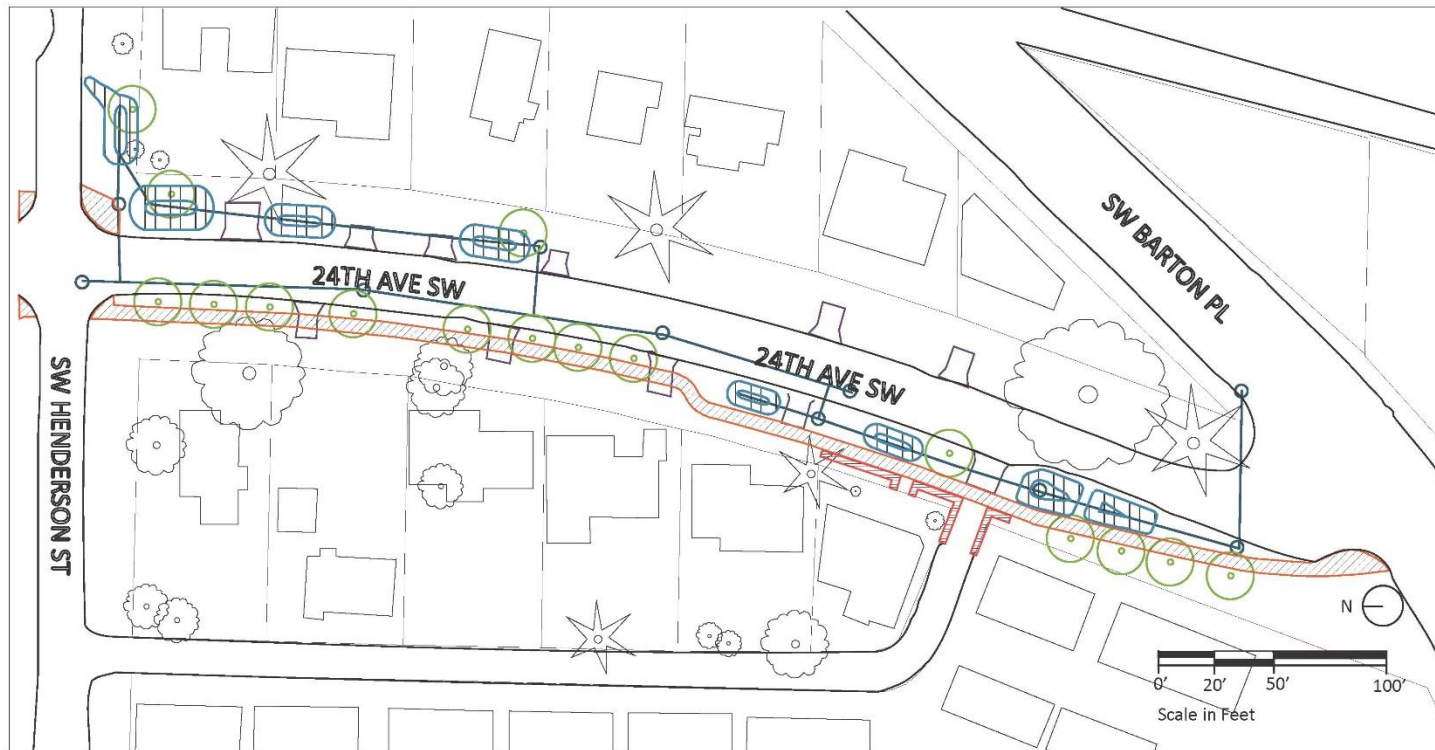 SW BARTON PL
24TH AVE SW
24TH AVE SW
SW HENDERSON ST
N
0' 20' 50' 100'
Scale in Feet